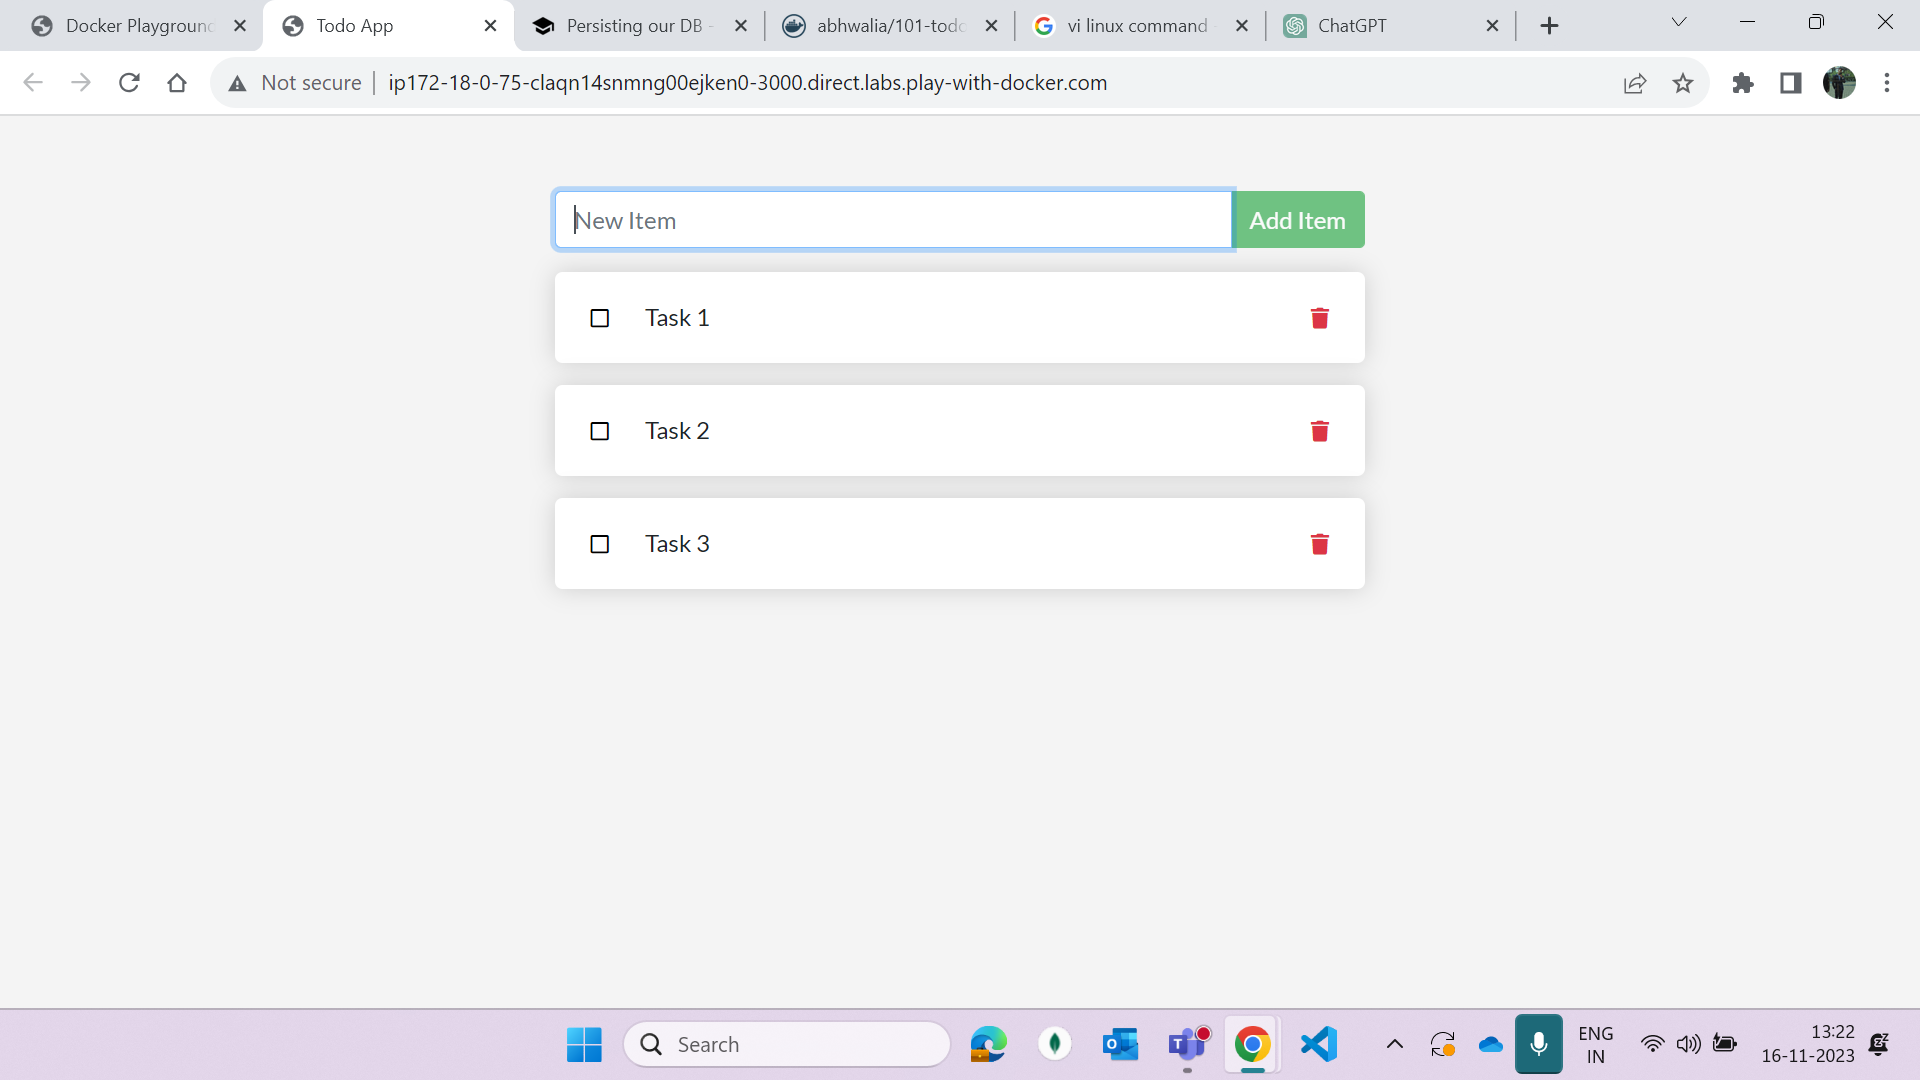 Docker Playground
Todo App
Persisting our DB -
abhwalia/101-todo
vi linux command
ChatGPT
Not secure
ip172-18-0-75-claqn14snmng00ejken0-3000.direct.labs.play-with-docker.com
New Item
Add Item
Task 1
Task 2
Task 3
Search
ENG
IN
13:22
16-11-2023